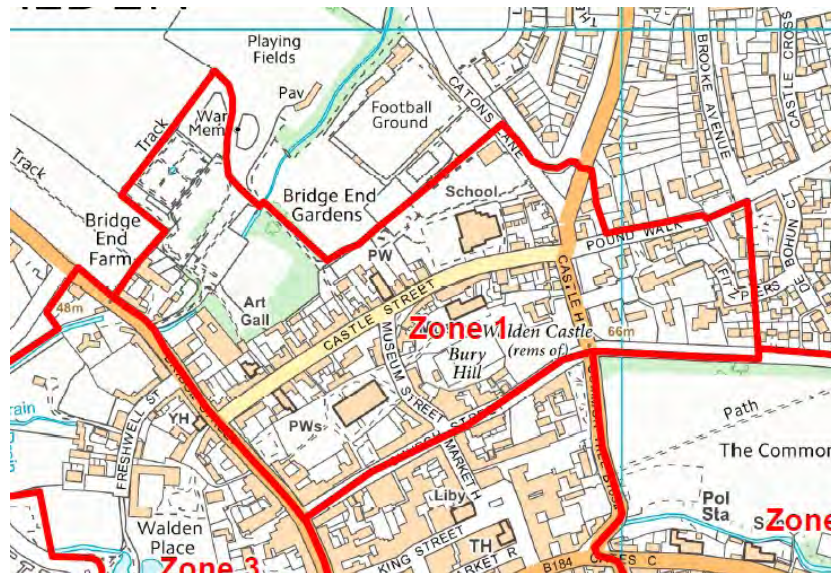 Playing
Fields
Pav
War
Mem
Football
Ground
CATONS LANE
BROOKE AVENUE
CASTLE CROSS
Track
Track
Bridge End
Gardens
School
Bridge
End
Farm
PW
POUND WALK
DE BOHUN C
48m
Art
Gall
CASTLE STREET
CASTLE H
66m
Zone 1
Walden Castle
(rems of)
Bury
Hill
MUSEUM STREET
FRESHWELL ST
YH
PWs
MARKET H
Path
The Common
Liby
Pol
Sta
Walden
Place
Zone 3
KING STREET
TH
MARKET R
B184
Zone